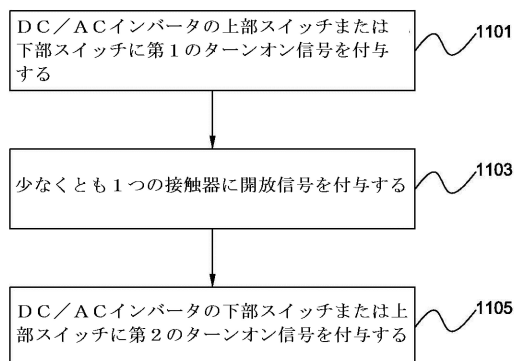 DC／ACインバータの上部スイッチまたは
下部スイッチに第１のターンオン信号を付与
する
1101
少なくとも１つの接触器に開放信号を付与する
1103
DC／ACインバータの下部スイッチまたは上
部スイッチに第２のターンオン信号を付与する
1105